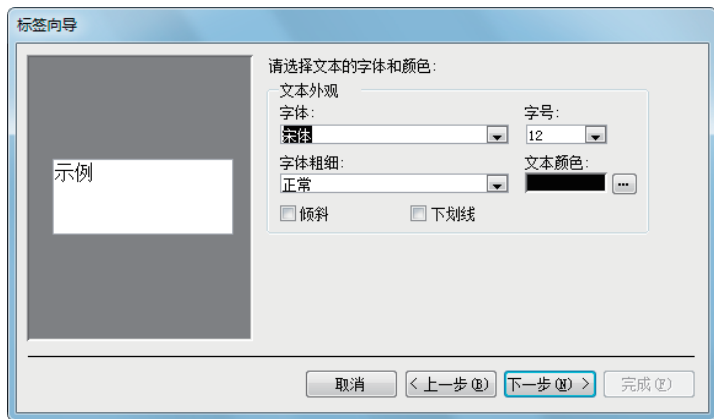 标签向导
请选择文本的字体和颜色:
文本外观
字体:
字号:
宋体
12
示例
字体粗细:
文本颜色:
正常
...
倾斜
下划线
取消
< 上一步(B)
下一步(N) >
完成(F)